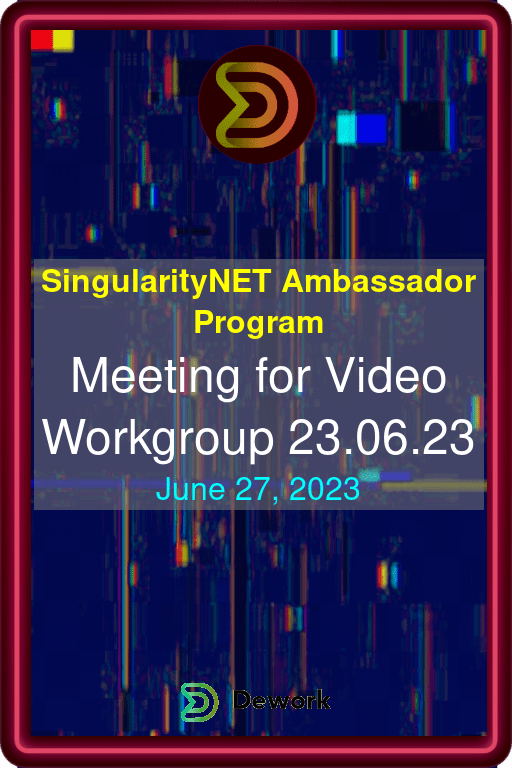 SingularityNET Ambassador
Program
Meeting for Video
Workgroup 23.06.23
June 27, 2023
Dework